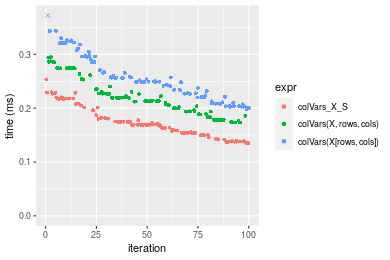 0.3
0.2
0.1
0.0
time (ms)
0
25
50
75
100
iteration
expr
colVars_X_S
colVars(X, rows, cols)
colVars(X[rows, cols])